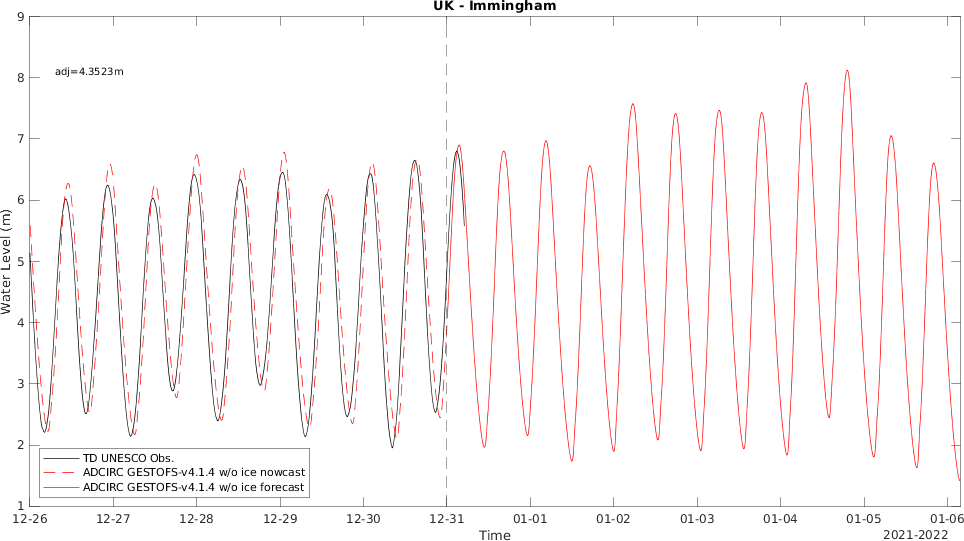 UK - Immingham
9
adj=4.3523m
8
7
6
5
4
3
2
1
Water Level (m)
TD UNESCO Obs.
ADCIRC GESTOFS-v4.1.4 w/o ice nowcast
ADCIRC GESTOFS-v4.1.4 w/o ice forecast
12-26 12-27 12-28 12-29 12-30 12-31 01-01 01-02 01-03 01-04 01-05 01-06
Time
2021-2022